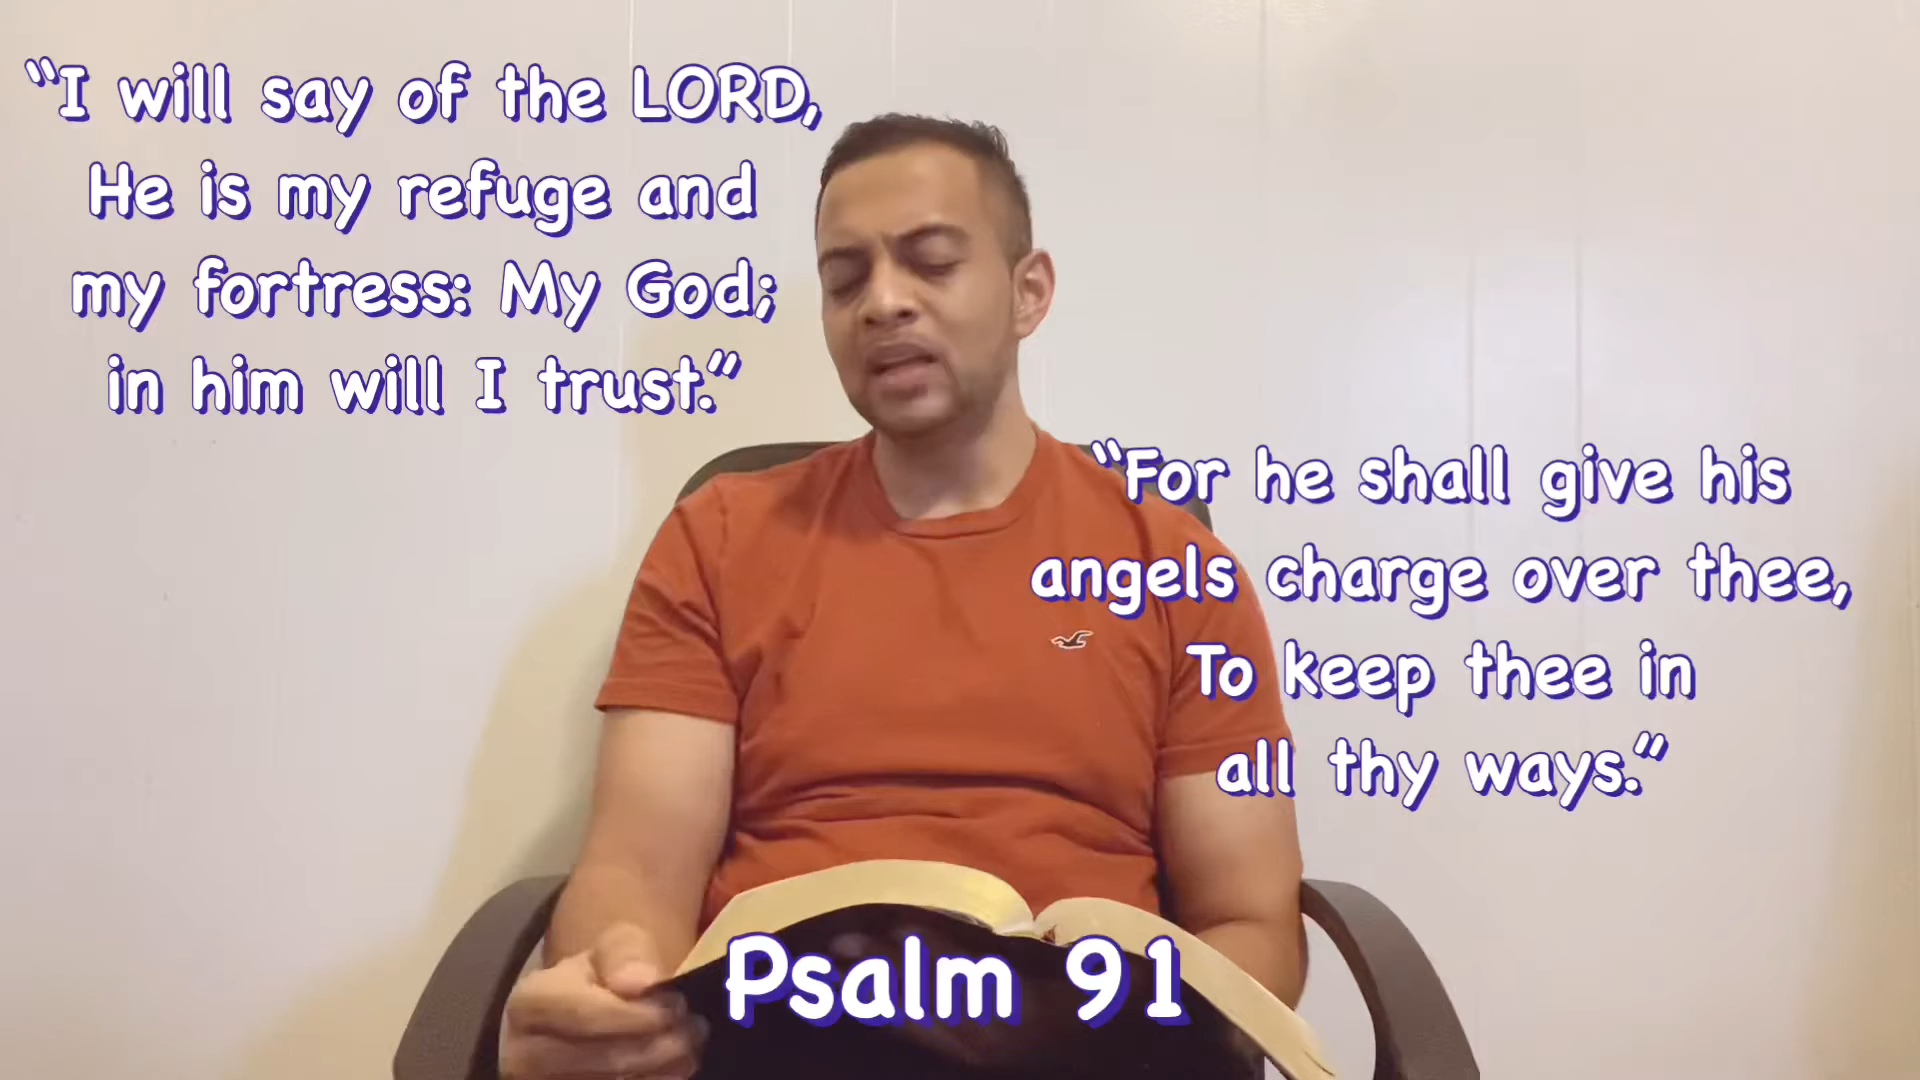 “I will say of the LORD,
He is my refuge and
my fortress: My God;
in him will I trust.”
“For he shall give his
angels charge over thee,
To keep thee in
all thy ways.”
Psalm 91